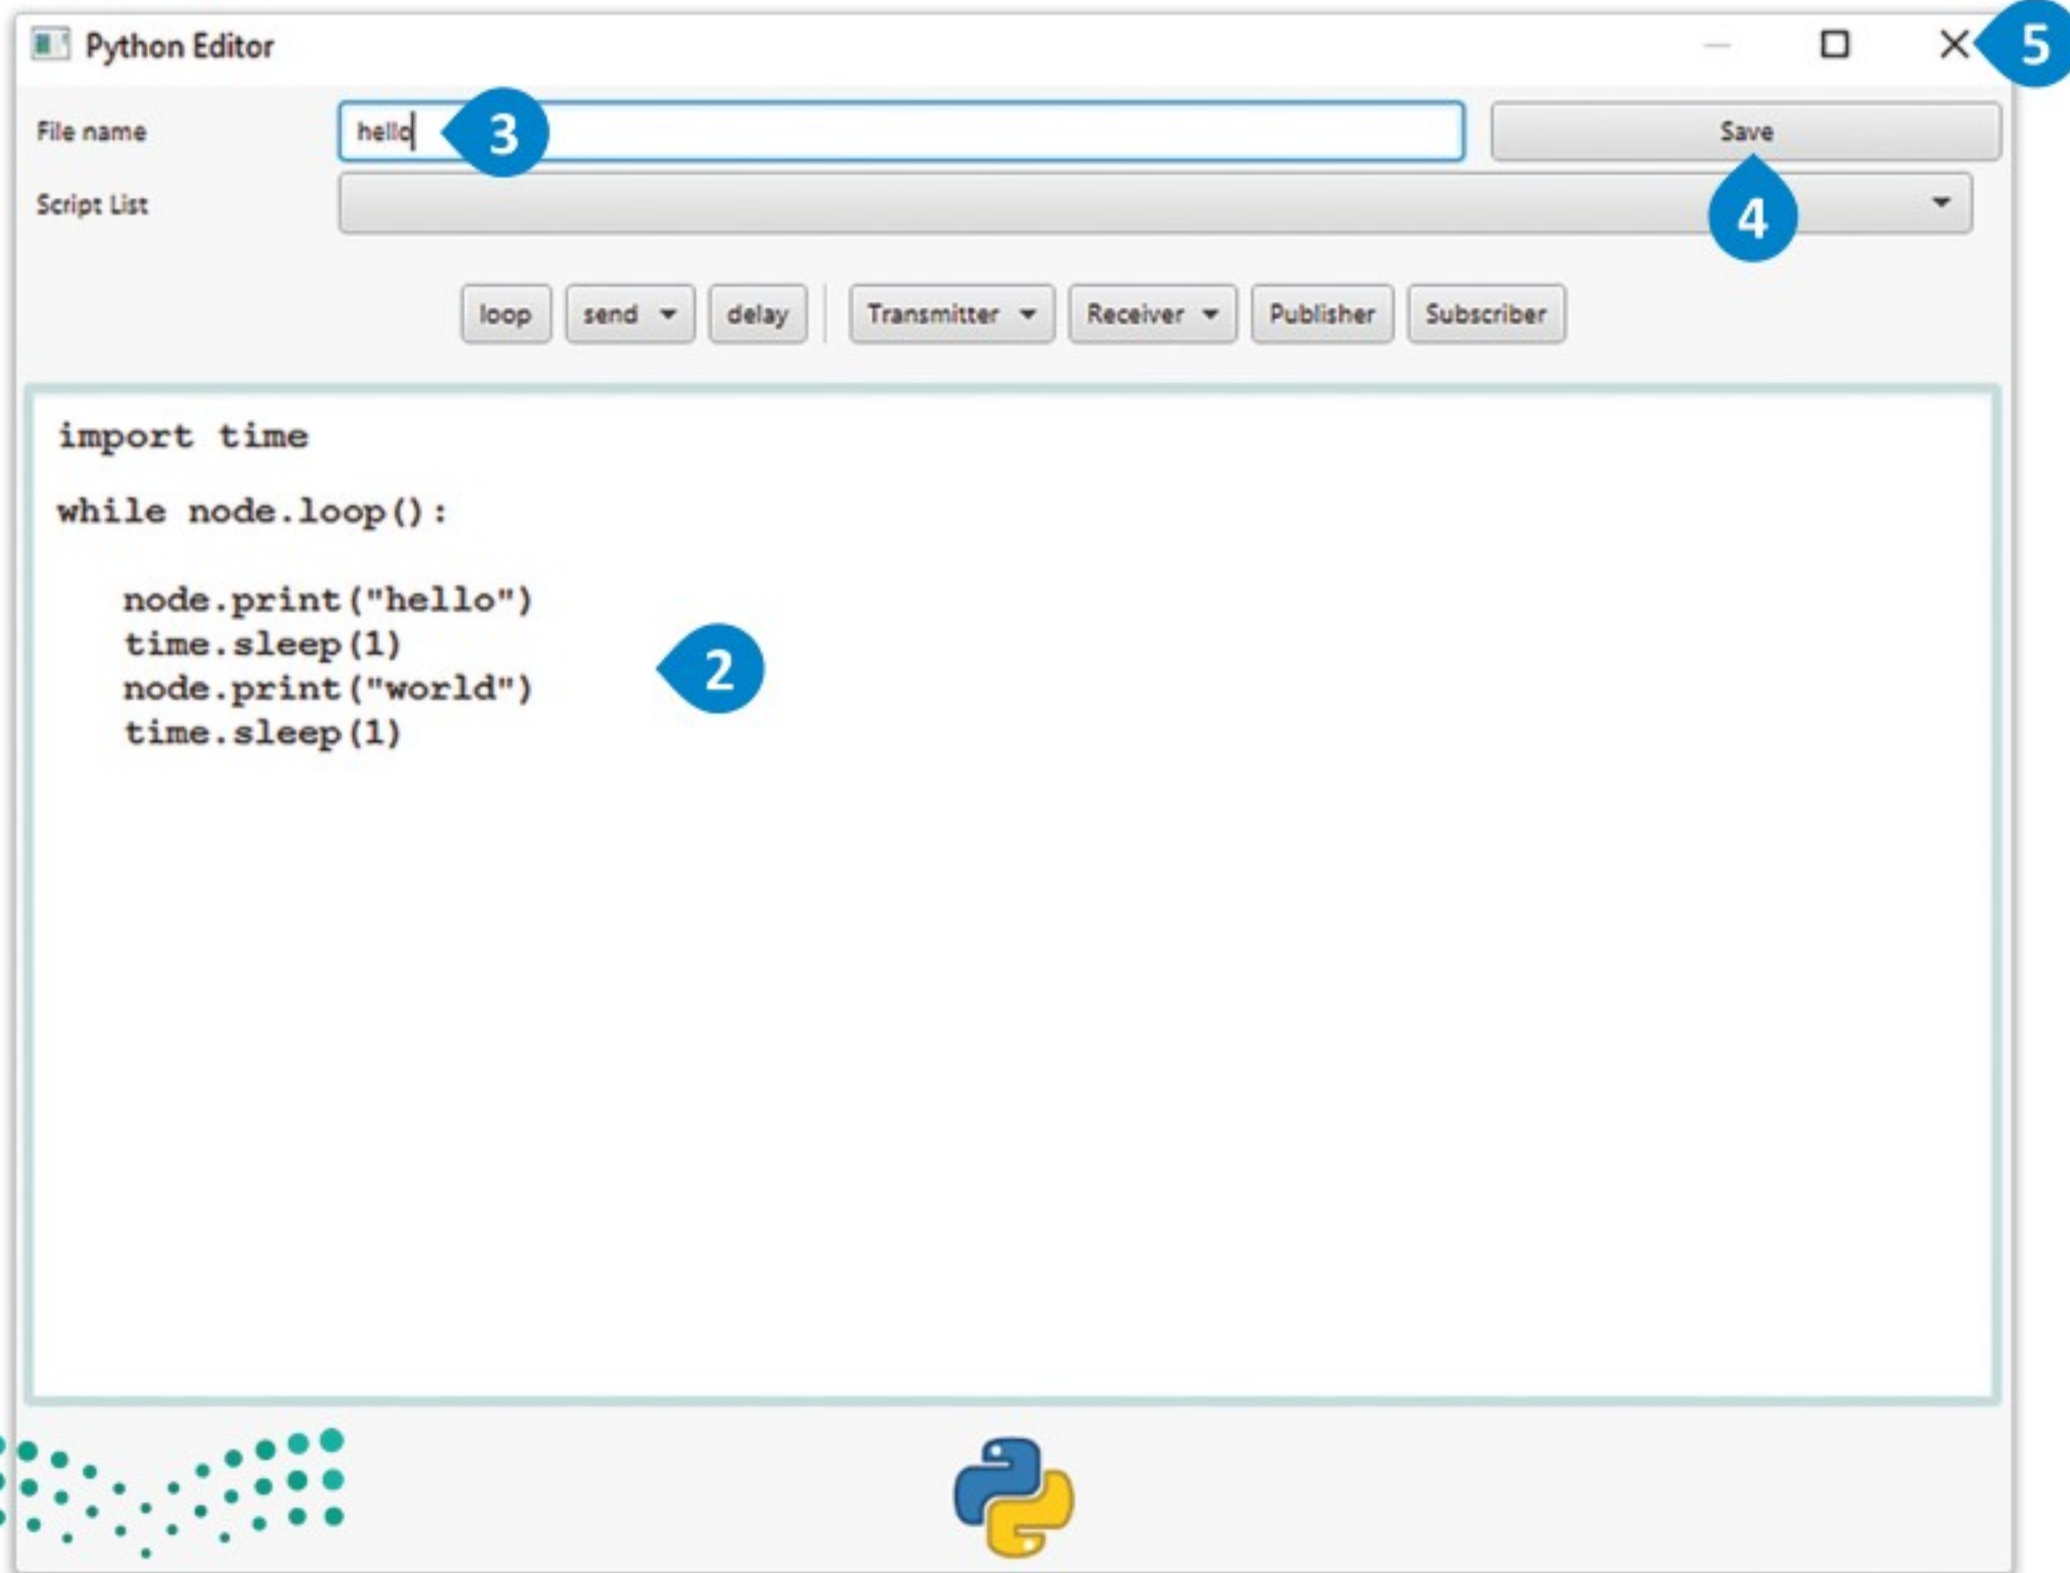 Python Editor
5
File name
hello
3
Save
Script List
4
loop
send
delay
Transmitter
Receiver
Publisher
Subscriber
import time
while node.loop():
node.print("hello")
time.sleep(1)
node.print("world")
time.sleep(1)
2